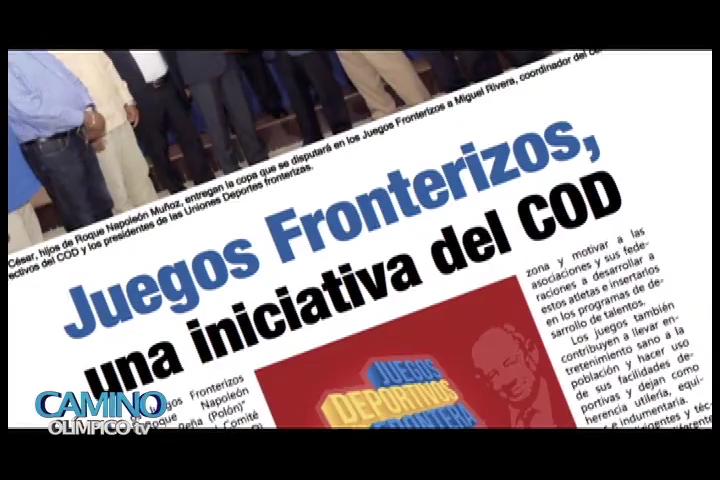 César, hijos de Roque Napoleón Muñoz, entregan la copa que se disputará en los Juegos Fronterizos a Miguel Rivera, coordinador del
ectivos del COD y los presidentes de las Uniones Deportes fronterizas.
Juegos Fronterizos,
una iniciativa del COD
Fronterizos
Napoleón
(Polón)"
Comité
JUEGOS
DEPORTIVOS
zona y motivar a las
asociaciones y sus fede-
raciones a desarrollar a
estos atletas e insertarlos
en los programas de de-
sarrollo de talentos.
Los juegos también
contribuyen a llevar en-
tretenimiento sano a la
población y hacer uso
de sus facilidades de-
portivas y dejan como
herencia utilería, equi-
e indumentaria.
CAMINO
OLÍMPICO tv